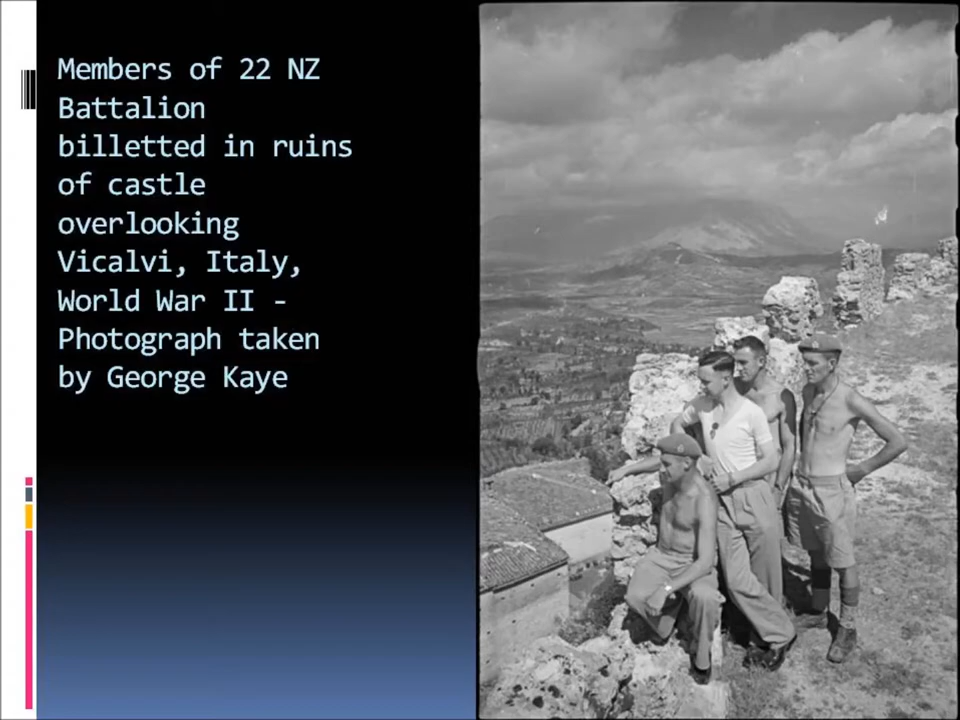 Members of 22 NZ
Battalion
billetted in ruins
of castle
overlooking
Vicalvi, Italy,
World War II -
Photograph taken
by George Kaye